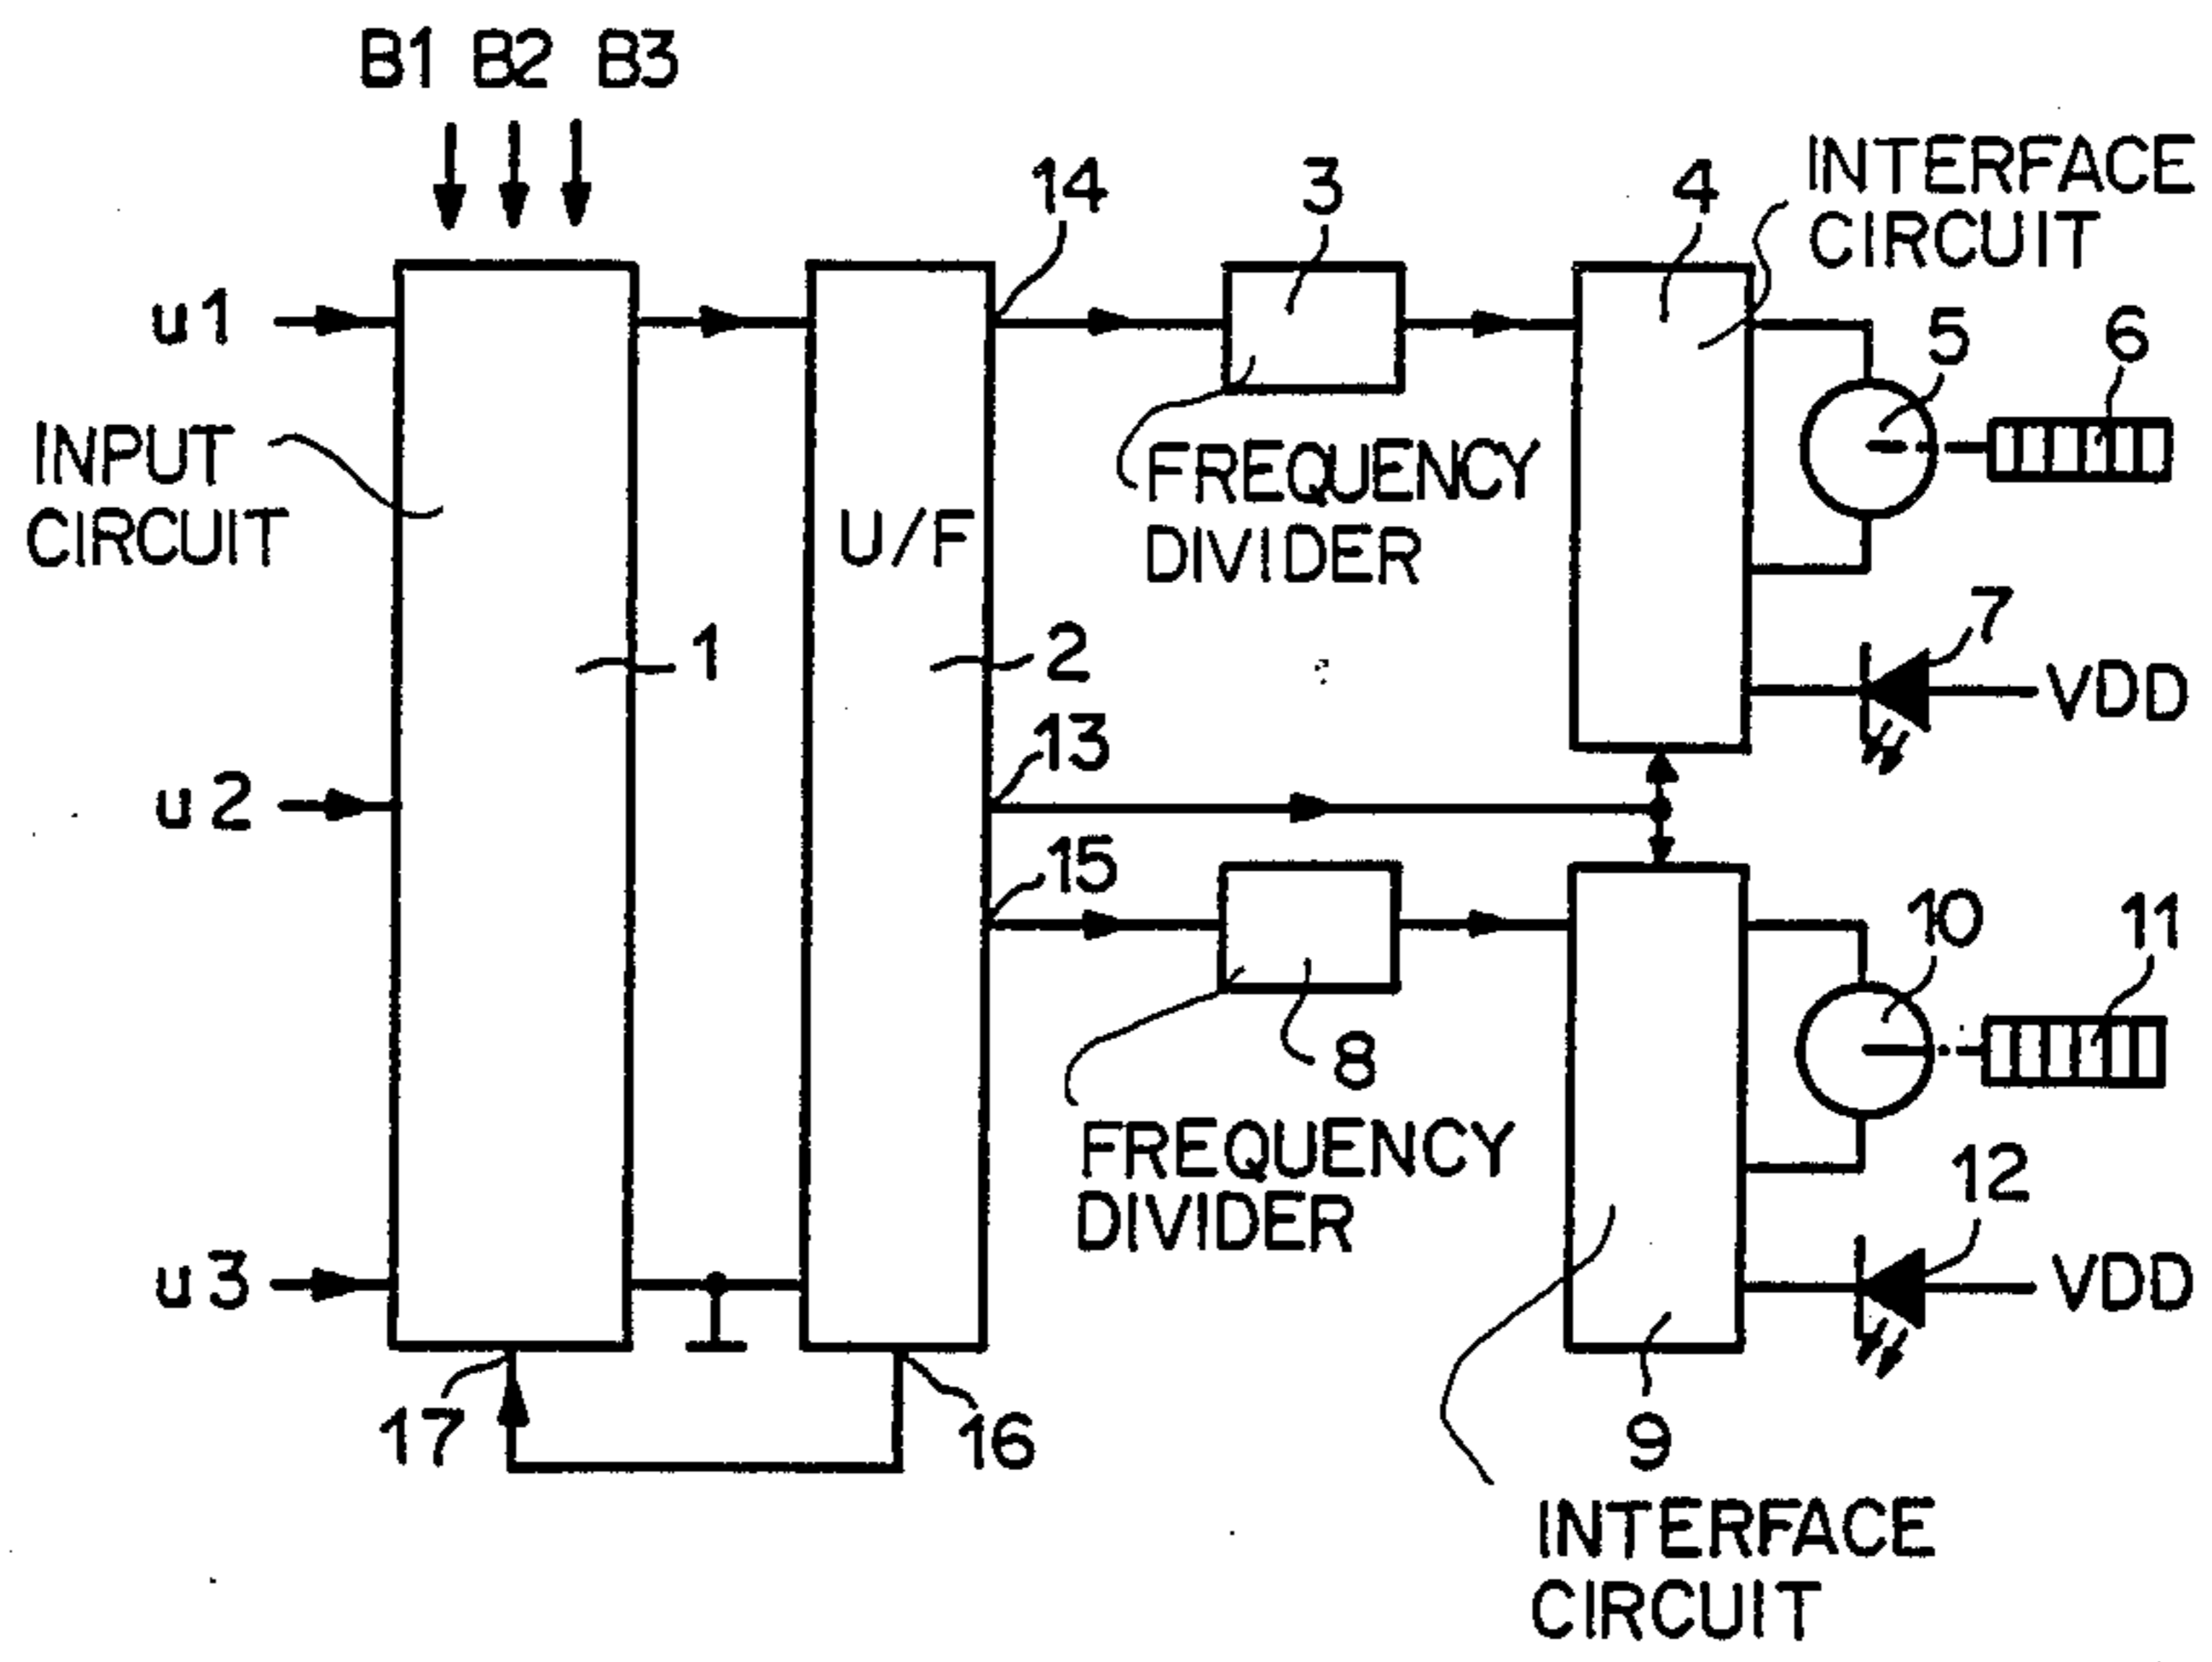 B1 B2 B3
14
3
4
INTERFACE
CIRCUIT
u1
5
6
INPUT
CIRCUIT
FREQUENCY
DIVIDER
U/F
1
2
7
VDD
13
u2
15
10
11
8
FREQUENCY
DIVIDER
12
VDD
u3
17
16
9
INTERFACE
CIRCUIT